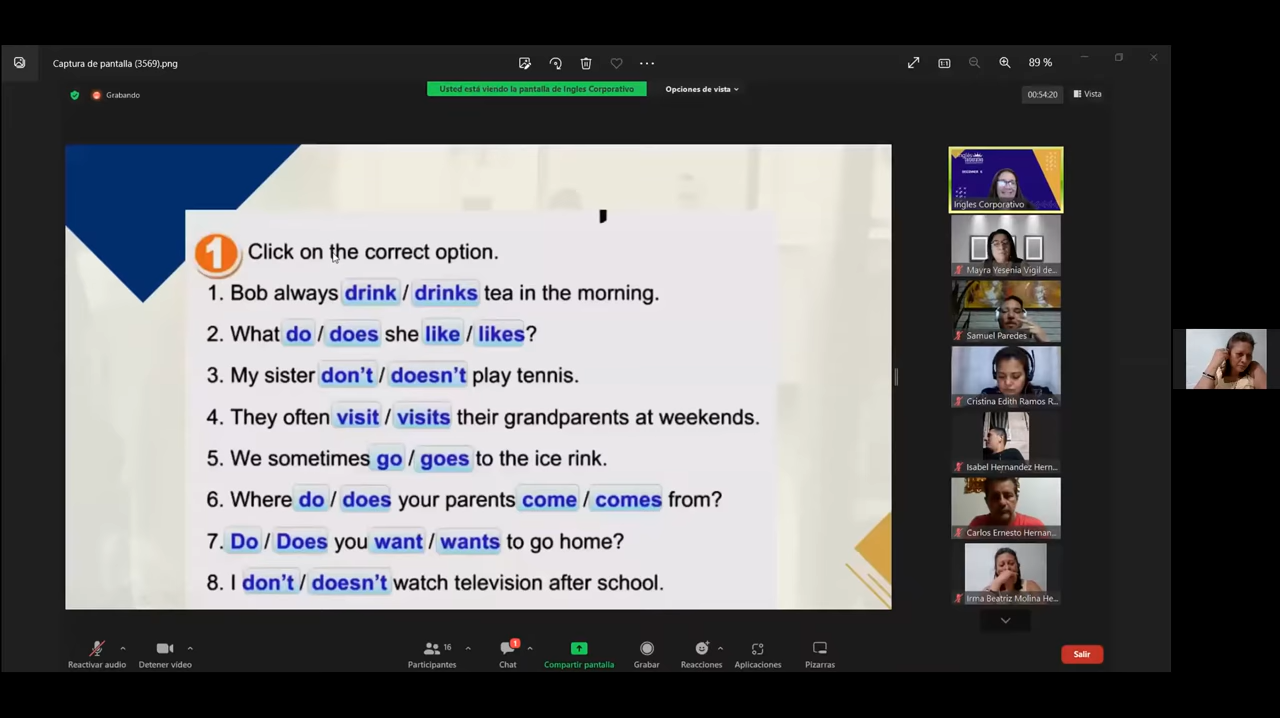 Captura de pantalla (3569).png
89 %
Grabando
Usted está viendo la pantalla de Ingles Corporativo
Opciones de vista
00:54:20
Vista
1 Click on the correct option.
1. Bob always drink / drinks tea in the morning.
2. What do / does she like / likes?
3. My sister don't / doesn't play tennis.
4. They often visit / visits their grandparents at weekends.
5. We sometimes go / goes to the ice rink.
6. Where do / does your parents come / comes from?
7. Do / Does you want / wants to go home?
8. I don't / doesn't watch television after school.
Ingles Corporativo
Mayra Yesenia Vigil de...
Samuel Paredes
Cristina Edith Ramos R...
Isabel Hernandez Hern...
Carlos Ernesto Hernan...
Irma Beatriz Molina He...
Reactivar audio
Detener video
Participantes
16
Chat
1
Compartir pantalla
Grabar
Reacciones
Aplicaciones
Pizarras
Salir